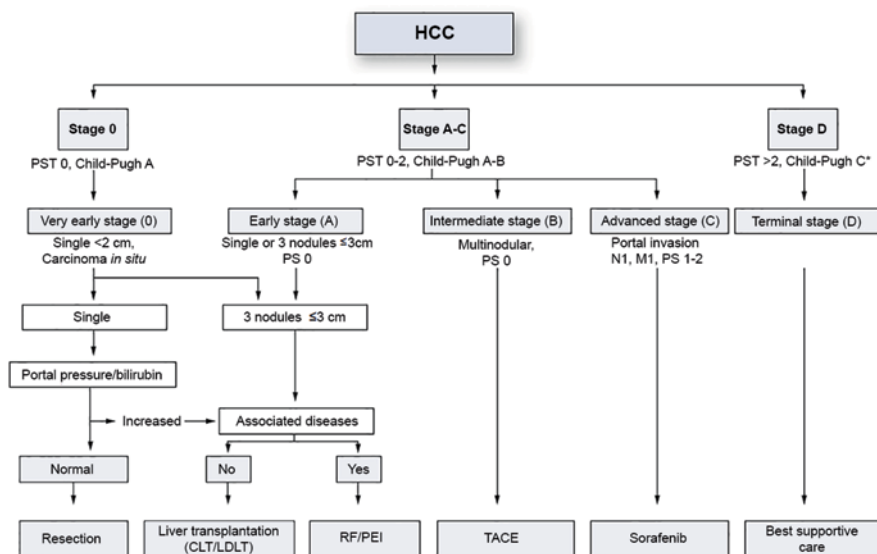 HCC
Stage 0
Stage A-C
Stage D
PST 0, Child-Pugh A
PST 0-2, Child-Pugh A-B
PST >2, Child-Pugh C*
Very early stage (0)
Early stage (A)
Intermediate stage (B)
Advanced stage (C)
Terminal stage (D)
Single <2 cm,
Carcinoma in situ
Single or 3 nodules ≤3cm
PS 0
Multinodular,
PS 0
Portal invasion
N1, M1, PS 1-2
Single
3 nodules ≤3 cm
Portal pressure/bilirubin
Increased
Associated diseases
Normal
No
Yes
Resection
Liver transplantation
(CLT/LDLT)
RF/PEI
TACE
Sorafenib
Best supportive
care